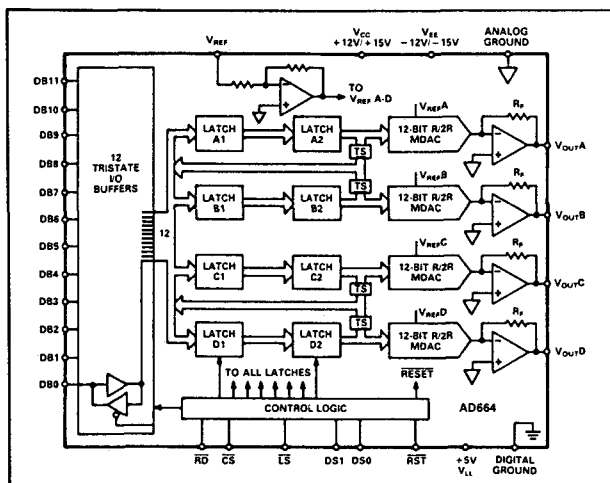 VREF
VCC
+12V/+15V
VEE
−12V/−15V
ANALOG
GROUND
DB11
DB10
DB9
DB8
DB7
DB6
DB5
DB4
DB3
DB2
DB1
DB0
12
TRISTATE
I/O
BUFFERS
12
TO
VREF A-D
LATCH
A1
LATCH
A2
TS
VREFA
12-BIT R/2R
MDAC
RF
VOUTA
TS
LATCH
B1
LATCH
B2
VREFB
12-BIT R/2R
MDAC
RF
VOUTB
LATCH
C1
LATCH
C2
TS
VREFC
12-BIT R/2R
MDAC
RF
VOUTC
TS
LATCH
D1
LATCH
D2
VREFD
12-BIT R/2R
MDAC
RF
VOUTD
TO ALL LATCHES
RESET
CONTROL LOGIC
AD664
RD
CS
LS
DS1
DS0
RST
+5V
VLL
DIGITAL
GROUND